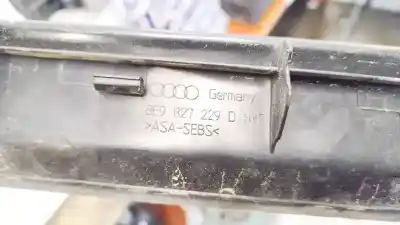 Germany
8E9 827 229 D
>ASA-SEBS<